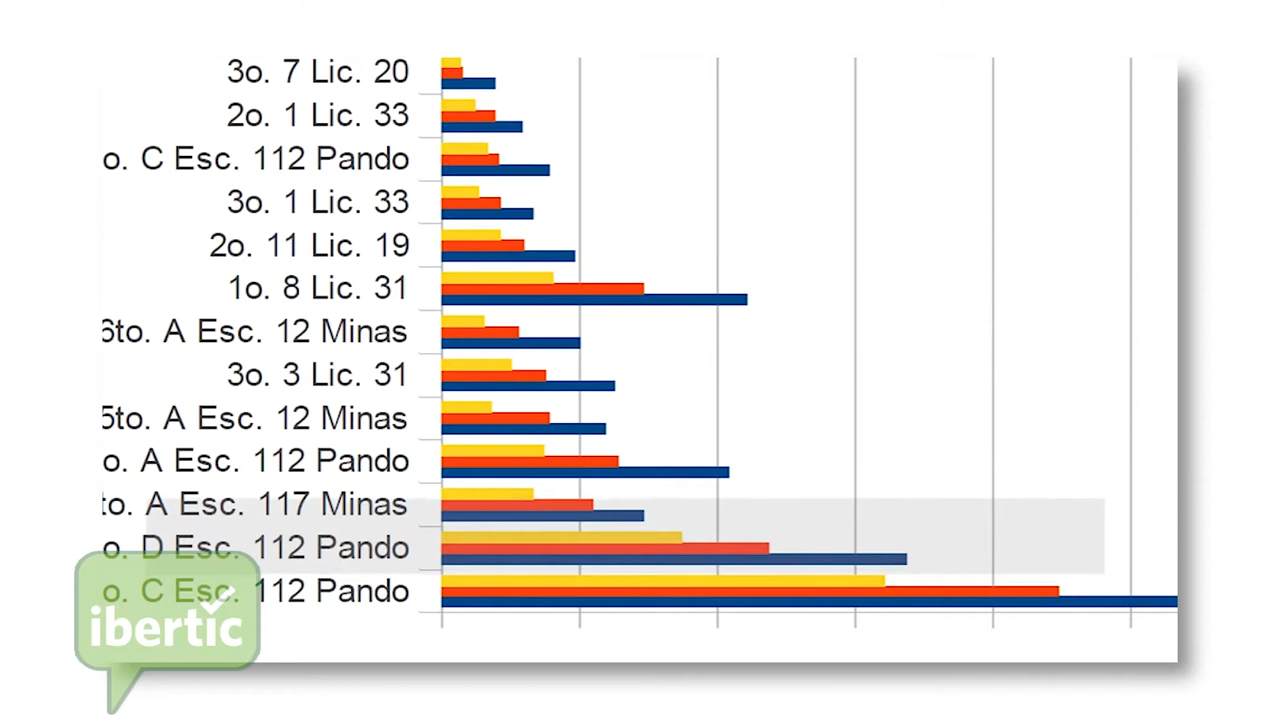 3o. 7 Lic. 20
2o. 1 Lic. 33
o. C Esc. 112 Pando
3o. 1 Lic. 33
2o. 11 Lic. 19
1o. 8 Lic. 31
6to. A Esc. 12 Minas
3o. 3 Lic. 31
5to. A Esc. 12 Minas
o. A Esc. 112 Pando
to. A Esc. 117 Minas
o. D Esc. 112 Pando
o. C Esc. 112 Pando
ibertic